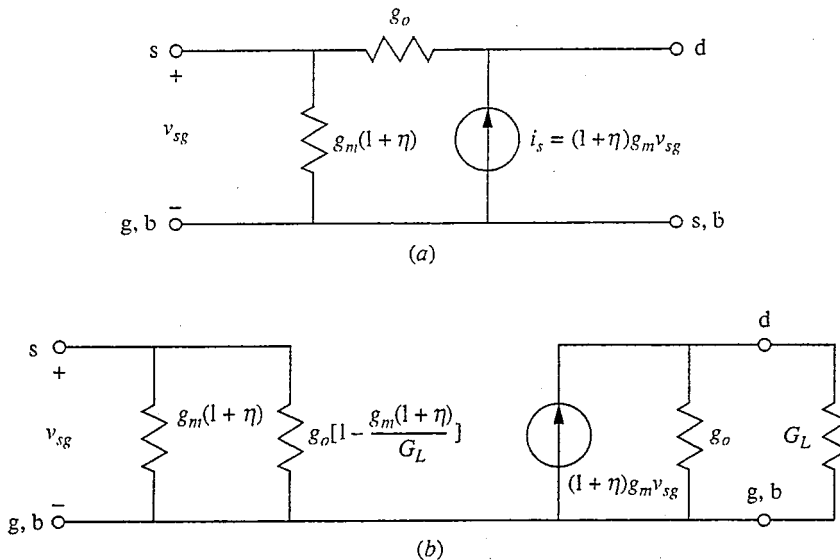 g_o
s
d
+
v_sg
g_m(1 + η)
i_s = (1 + η)g_m v_sg
−
g, b
s, b
(a)
s
d
+
v_sg
g_m(1 + η)
g_o[1 − g_m(1 + η) / G_L ]
g_o
G_L
(1 + η)g_m v_sg
−
g, b
g, b
(b)